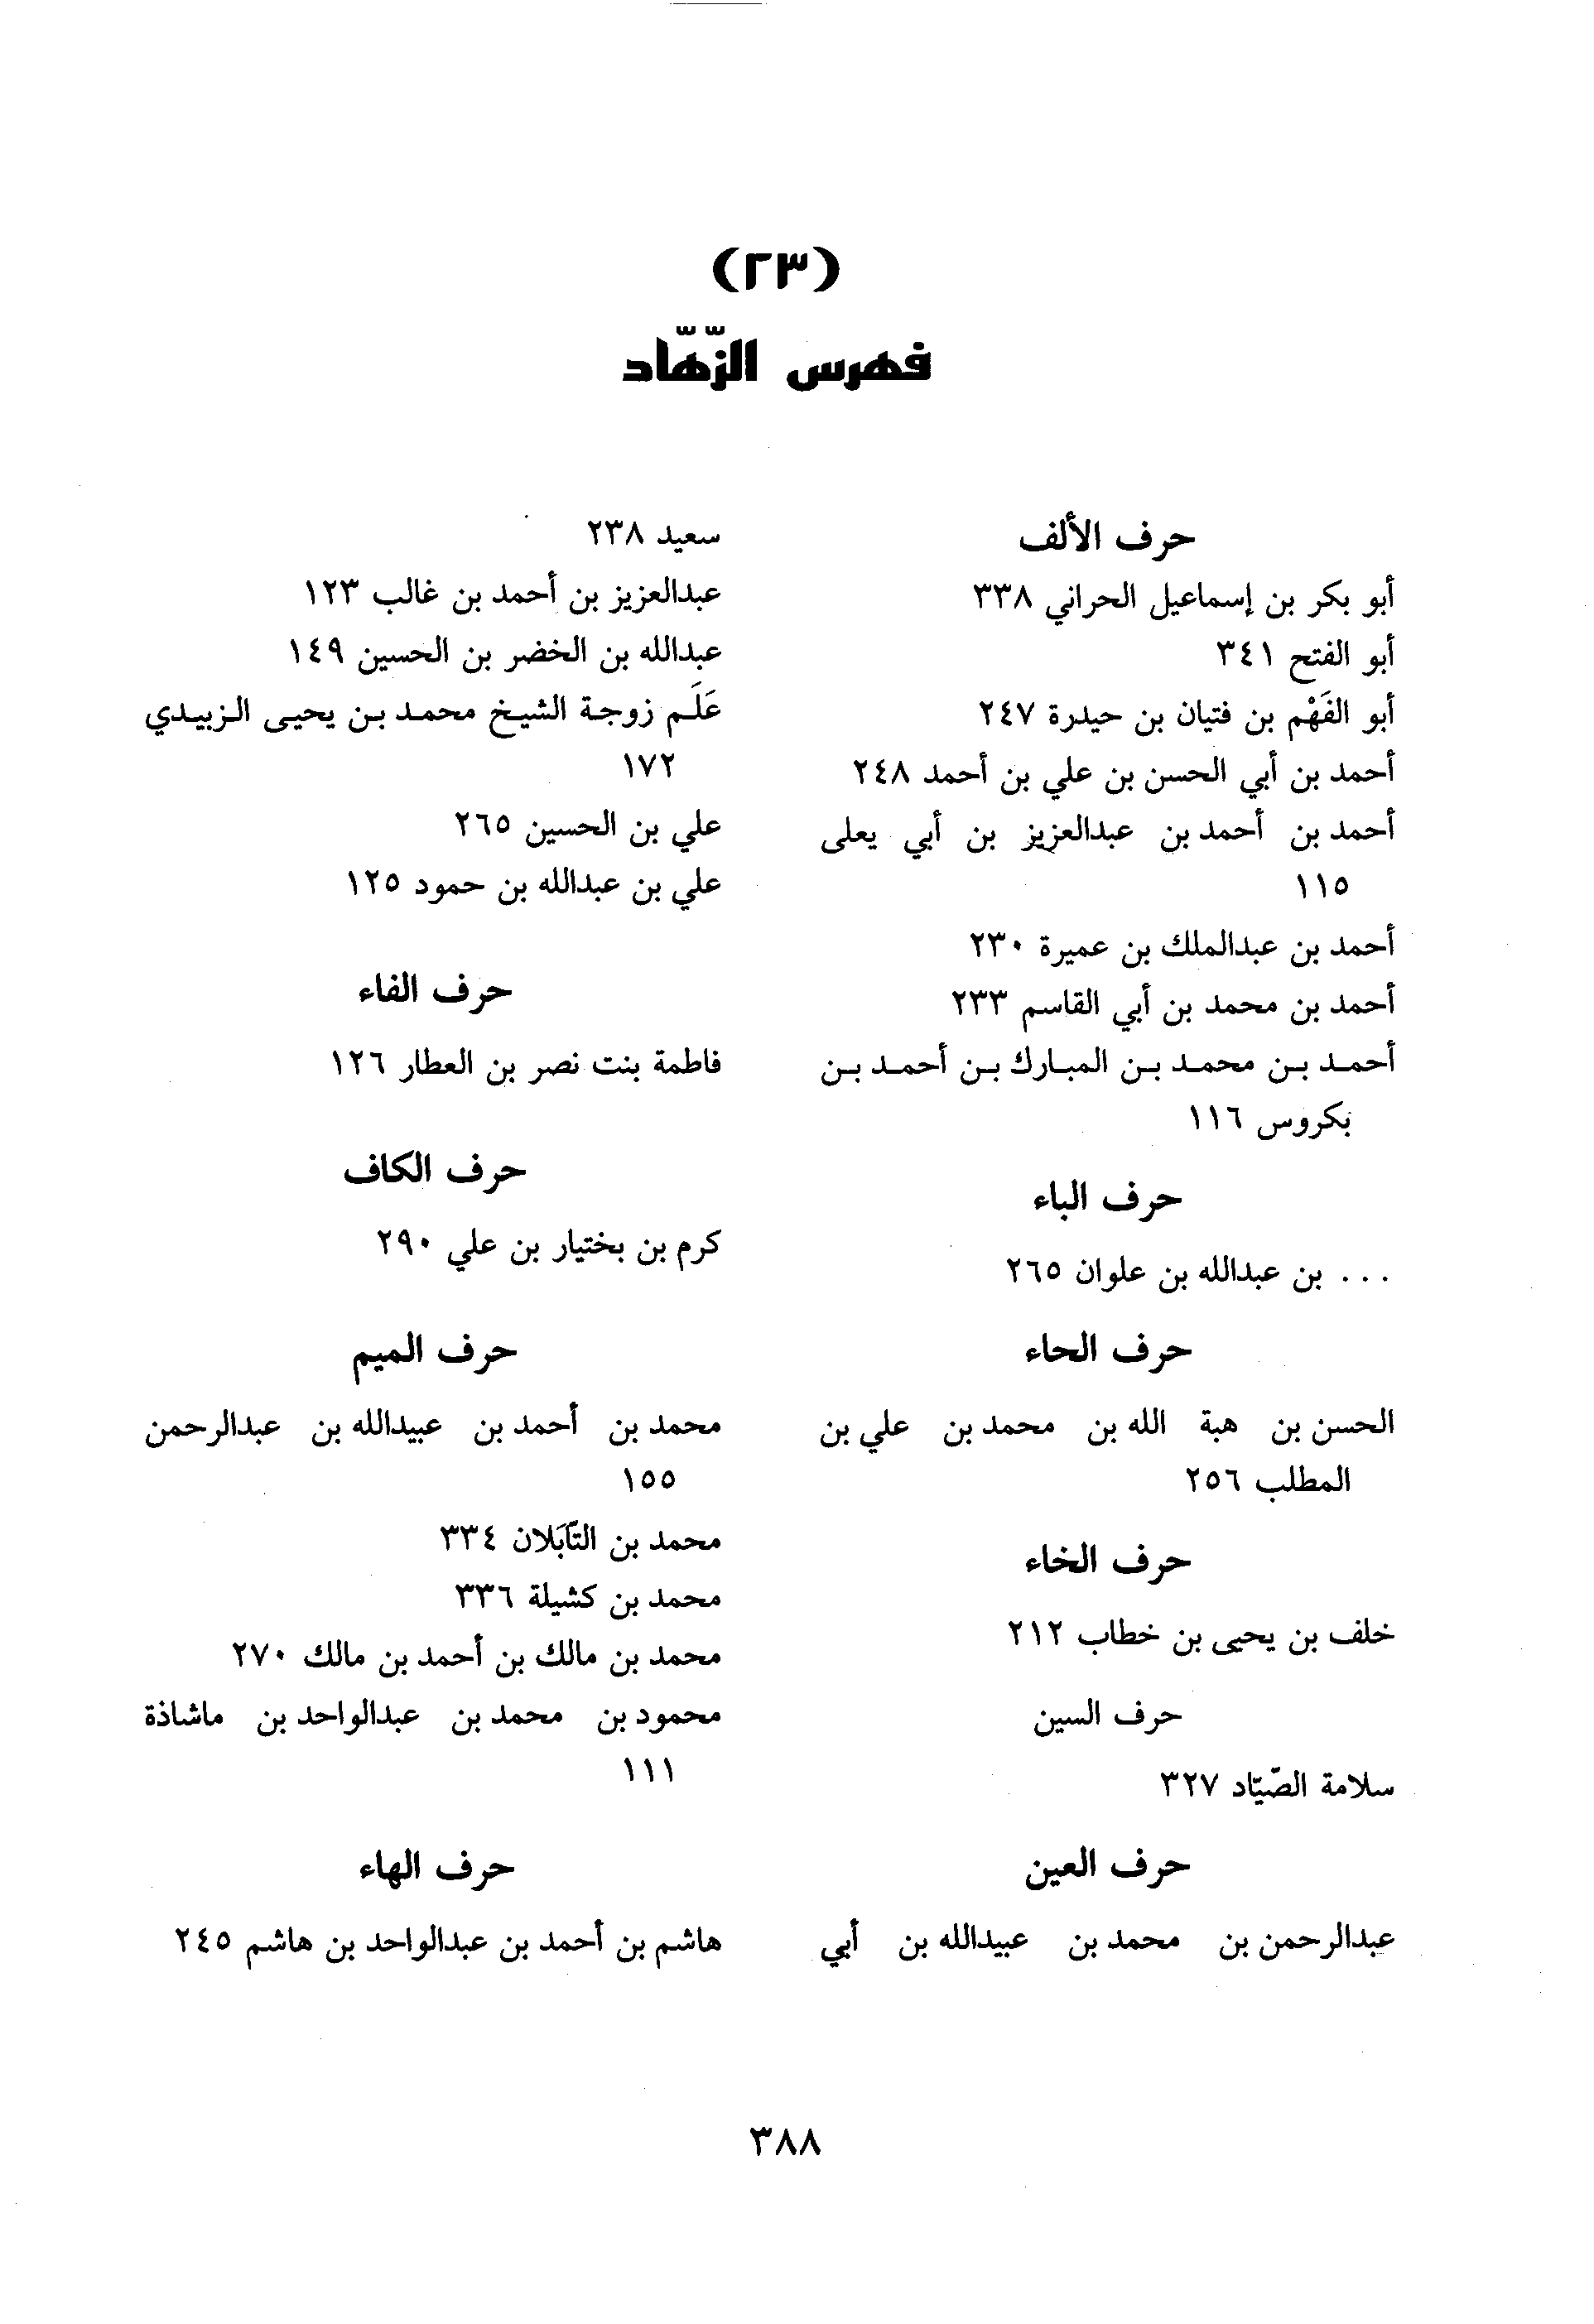 (٢٣)
فهرس الزّهّاد
حرف الألف
أبو بكر بن إسماعيل الحراني ٣٣٨
أبو الفتح ٣٤١
أبو الفَهْم بن فتيان بن حيدرة ٢٤٧
أحمد بن أبي الحسن بن علي بن أحمد ٢٤٨
أحمد بن أحمد بن عبدالعزيز بن أبي يعلى
١١٥
أحمد بن عبدالملك بن عميرة ٢٣٠
أحمد بن محمد بن أبي القاسم ٢٣٣
أحمد بن محمد بن المبارك بن أحمد بن
بكروس ١١٦
حرف الباء
... بن عبدالله بن علوان ٢٦٥
حرف الحاء
الحسن بن هبة الله بن محمد بن علي بن
المطلب ٢٥٦
حرف الخاء
خلف بن يحيى بن خطاب ٢١٢
حرف السين
سلامة الصّيّاد ٣٢٧
حرف العين
عبدالرحمن بن محمد بن عبيدالله بن أبي
سعيد ٢٣٨
عبدالعزيز بن أحمد بن غالب ١٢٣
عبدالله بن الخضر بن الحسين ١٤٩
عَلَم زوجة الشيخ محمد بن يحيى الزبيدي
١٧٢
علي بن الحسين ٢٦٥
علي بن عبدالله بن حمود ١٢٥
حرف الفاء
فاطمة بنت نصر بن العطار ١٢٦
حرف الكاف
كرم بن بختيار بن علي ٢٩٠
حرف الميم
محمد بن أحمد بن عبيدالله بن عبدالرحمن
١٥٥
محمد بن التّابَلان ٣٣٤
محمد بن كشيلة ٣٣٦
محمد بن مالك بن أحمد بن مالك ٢٧٠
محمود بن محمد بن عبدالواحد بن ماشاذة
١١١
حرف الهاء
هاشم بن أحمد بن عبدالواحد بن هاشم ٢٤٥
٣٨٨